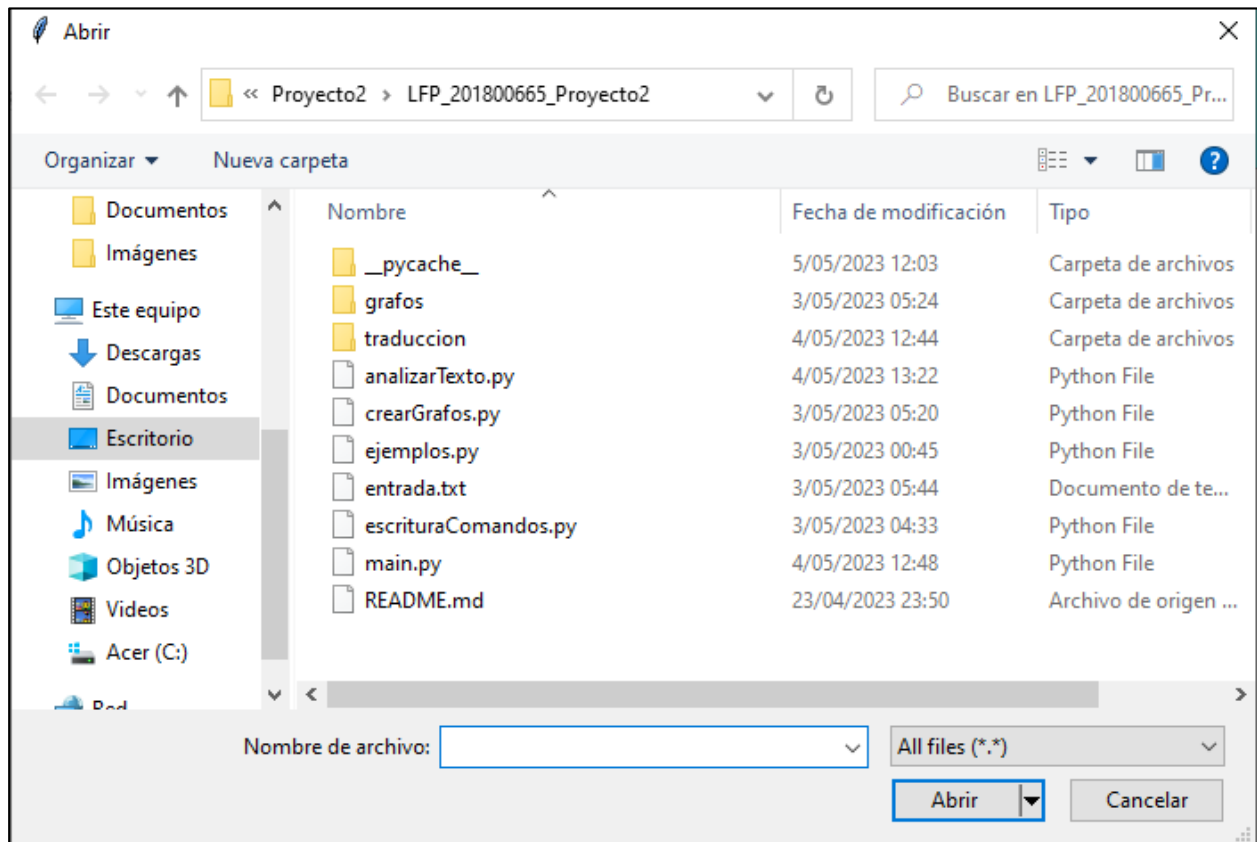 Abrir
« Proyecto2 › LFP_201800665_Proyecto2
Buscar en LFP_201800665_Pr...
Organizar
Nueva carpeta
?
Documentos
Imágenes
Este equipo
Descargas
Documentos
Escritorio
Imágenes
Música
Objetos 3D
Videos
Acer (C:)
Red
Nombre Fecha de modificación Tipo
__pycache__ 5/05/2023 12:03 Carpeta de archivos
grafos 3/05/2023 05:24 Carpeta de archivos
traduccion 4/05/2023 12:44 Carpeta de archivos
analizarTexto.py 4/05/2023 13:22 Python File
crearGrafos.py 3/05/2023 05:20 Python File
ejemplos.py 3/05/2023 00:45 Python File
entrada.txt 3/05/2023 05:44 Documento de te...
escrituraComandos.py 3/05/2023 04:33 Python File
main.py 4/05/2023 12:48 Python File
README.md 23/04/2023 23:50 Archivo de origen ...
Nombre de archivo:
All files (*.*)
Abrir
Cancelar